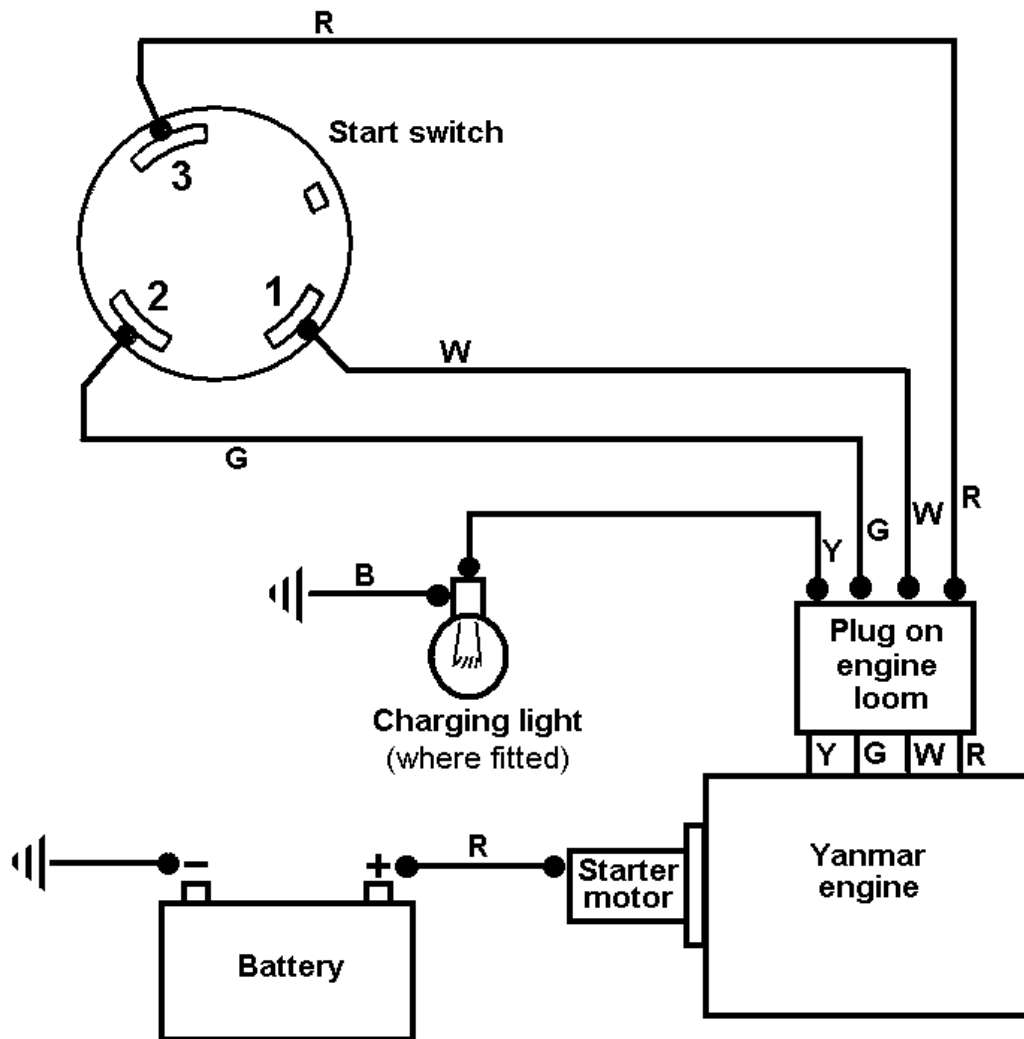 R
Start switch
3
2
1
W
G
R
W
G
Y
B
Plug on
engine
loom
Charging light
(where fitted)
Y G W R
– + R
Starter
motor
Yanmar
engine
Battery